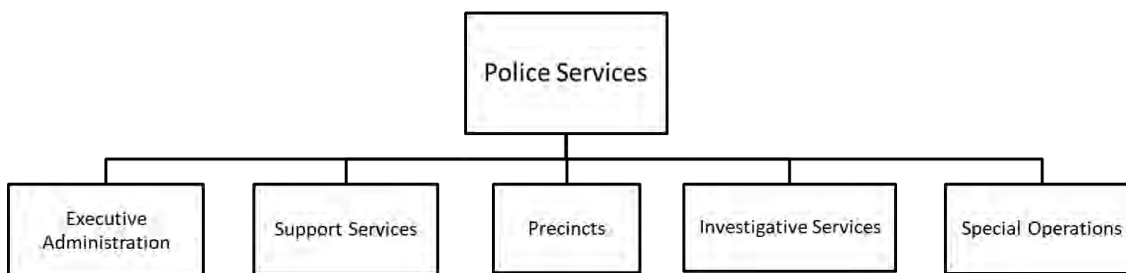 Police Services
Executive
Administration
Support Services
Precincts
Investigative Services
Special Operations